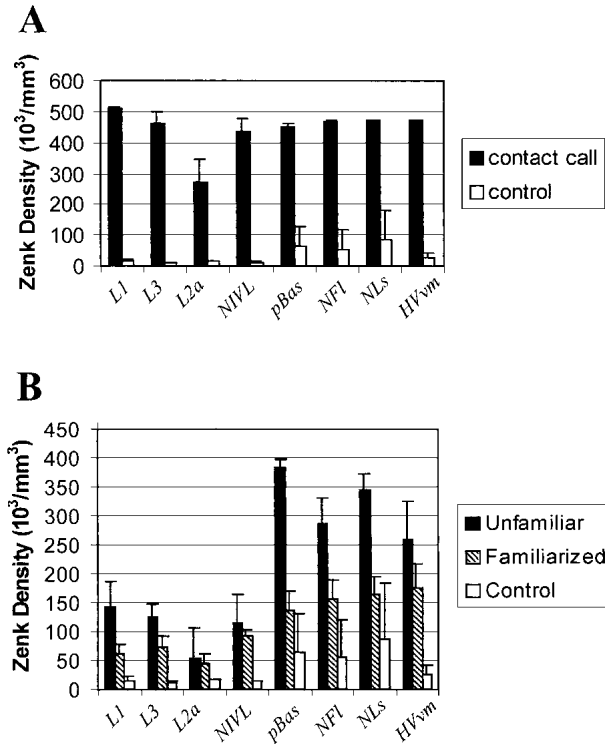 A
Zenk Density (10³/mm³)
600
500
400
300
200
100
0
L1 L3 L2a NIVL pBas NFl NLs HVvm
contact call
control
B
Zenk Density (10³/mm³)
450
400
350
300
250
200
150
100
50
0
L1 L3 L2a NIVL pBas NFl NLs HVvm
Unfamiliar
Familiarized
Control